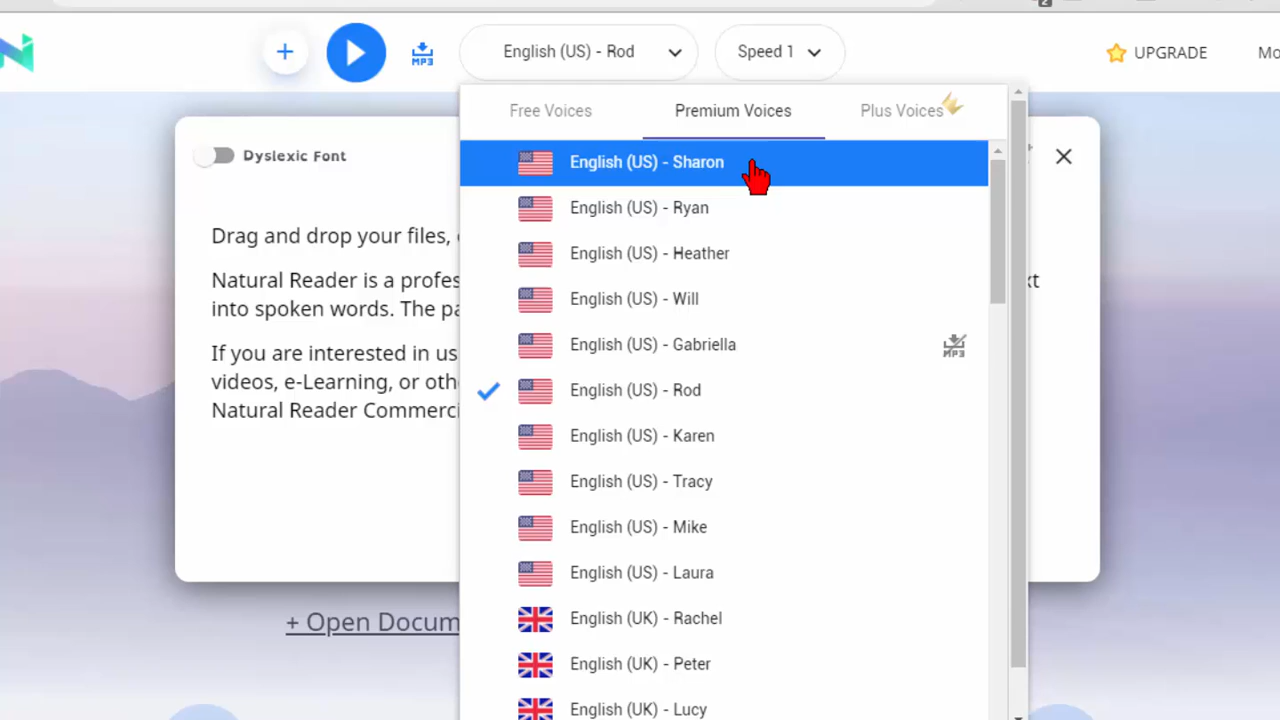 2
MP3
English (US) - Rod
Speed 1
UPGRADE
Mo
Free Voices
Premium Voices
Plus Voices
Dyslexic Font
English (US) - Sharon
English (US) - Ryan
Drag and drop your files,
English (US) - Heather
Natural Reader is a profes
xt
into spoken words. The pa
English (US) - Will
English (US) - Gabriella
MP3
If you are interested in us
videos, e-Learning, or oth
English (US) - Rod
Natural Reader Commerci
English (US) - Karen
English (US) - Tracy
English (US) - Mike
English (US) - Laura
+ Open Docum
English (UK) - Rachel
English (UK) - Peter
English (UK) - Lucy